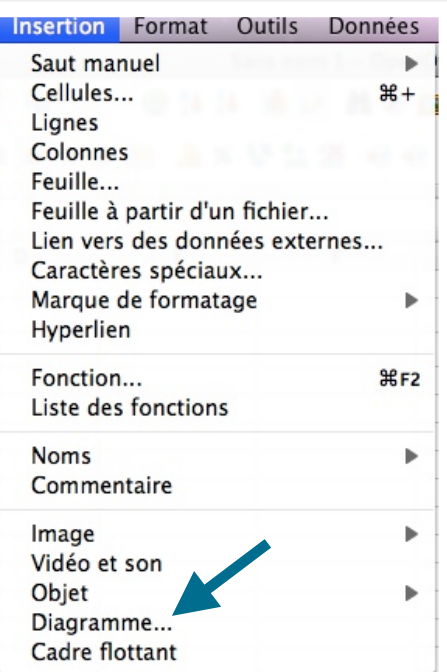 Insertion Format Outils Données
Saut manuel ▶
Cellules... ⌘+
Lignes
Colonnes
Feuille...
Feuille à partir d'un fichier...
Lien vers des données externes...
Caractères spéciaux...
Marque de formatage ▶
Hyperlien
Fonction... ⌘F2
Liste des fonctions
Noms ▶
Commentaire
Image ▶
Vidéo et son
Objet ▶
Diagramme...
Cadre flottant